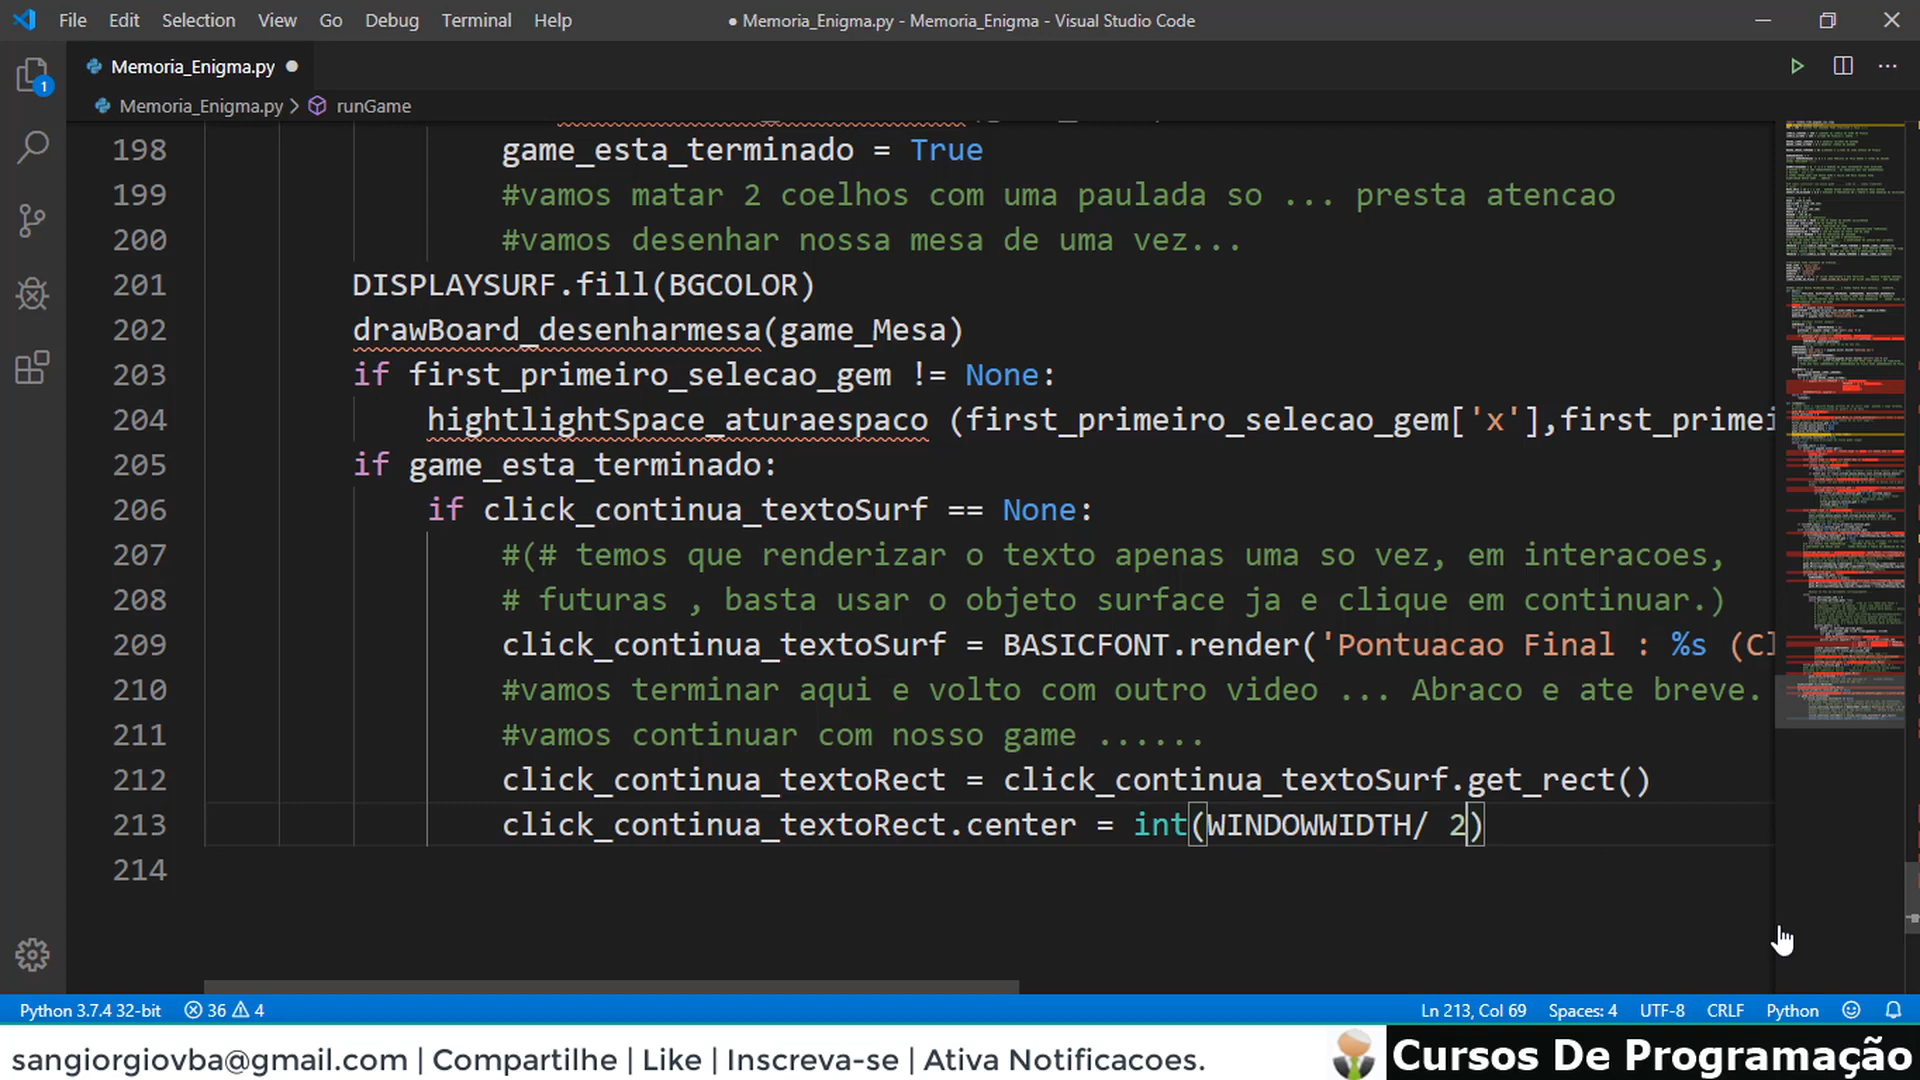 File Edit Selection View Go Debug Terminal Help ● Memoria_Enigma.py - Memoria_Enigma - Visual Studio Code
Memoria_Enigma.py ●
1
Memoria_Enigma.py > runGame
198 game_esta_terminado = True
199 #vamos matar 2 coelhos com uma paulada so ... presta atencao
200 #vamos desenhar nossa mesa de uma vez...
201 DISPLAYSURF.fill(BGCOLOR)
202 drawBoard_desenharmesa(game_Mesa)
203 if first_primeiro_selecao_gem != None:
204 hightlightSpace_aturaespaco (first_primeiro_selecao_gem['x'],first_primei
205 if game_esta_terminado:
206 if click_continua_textoSurf == None:
207 #(# temos que renderizar o texto apenas uma so vez, em interacoes,
208 # futuras , basta usar o objeto surface ja e clique em continuar.)
209 click_continua_textoSurf = BASICFONT.render('Pontuacao Final : %s (Cl
210 #vamos terminar aqui e volto com outro video ... Abraco e ate breve.
211 #vamos continuar com nosso game ......
212 click_continua_textoRect = click_continua_textoSurf.get_rect()
213 click_continua_textoRect.center = int(WINDOWWIDTH/ 2)
214
Python 3.7.4 32-bit 36 4 Ln 213, Col 69 Spaces: 4 UTF-8 CRLF Python
sangiorgiovba@gmail.com | Compartilhe | Like | Inscreva-se | Ativa Notificacoes. Cursos De Programação